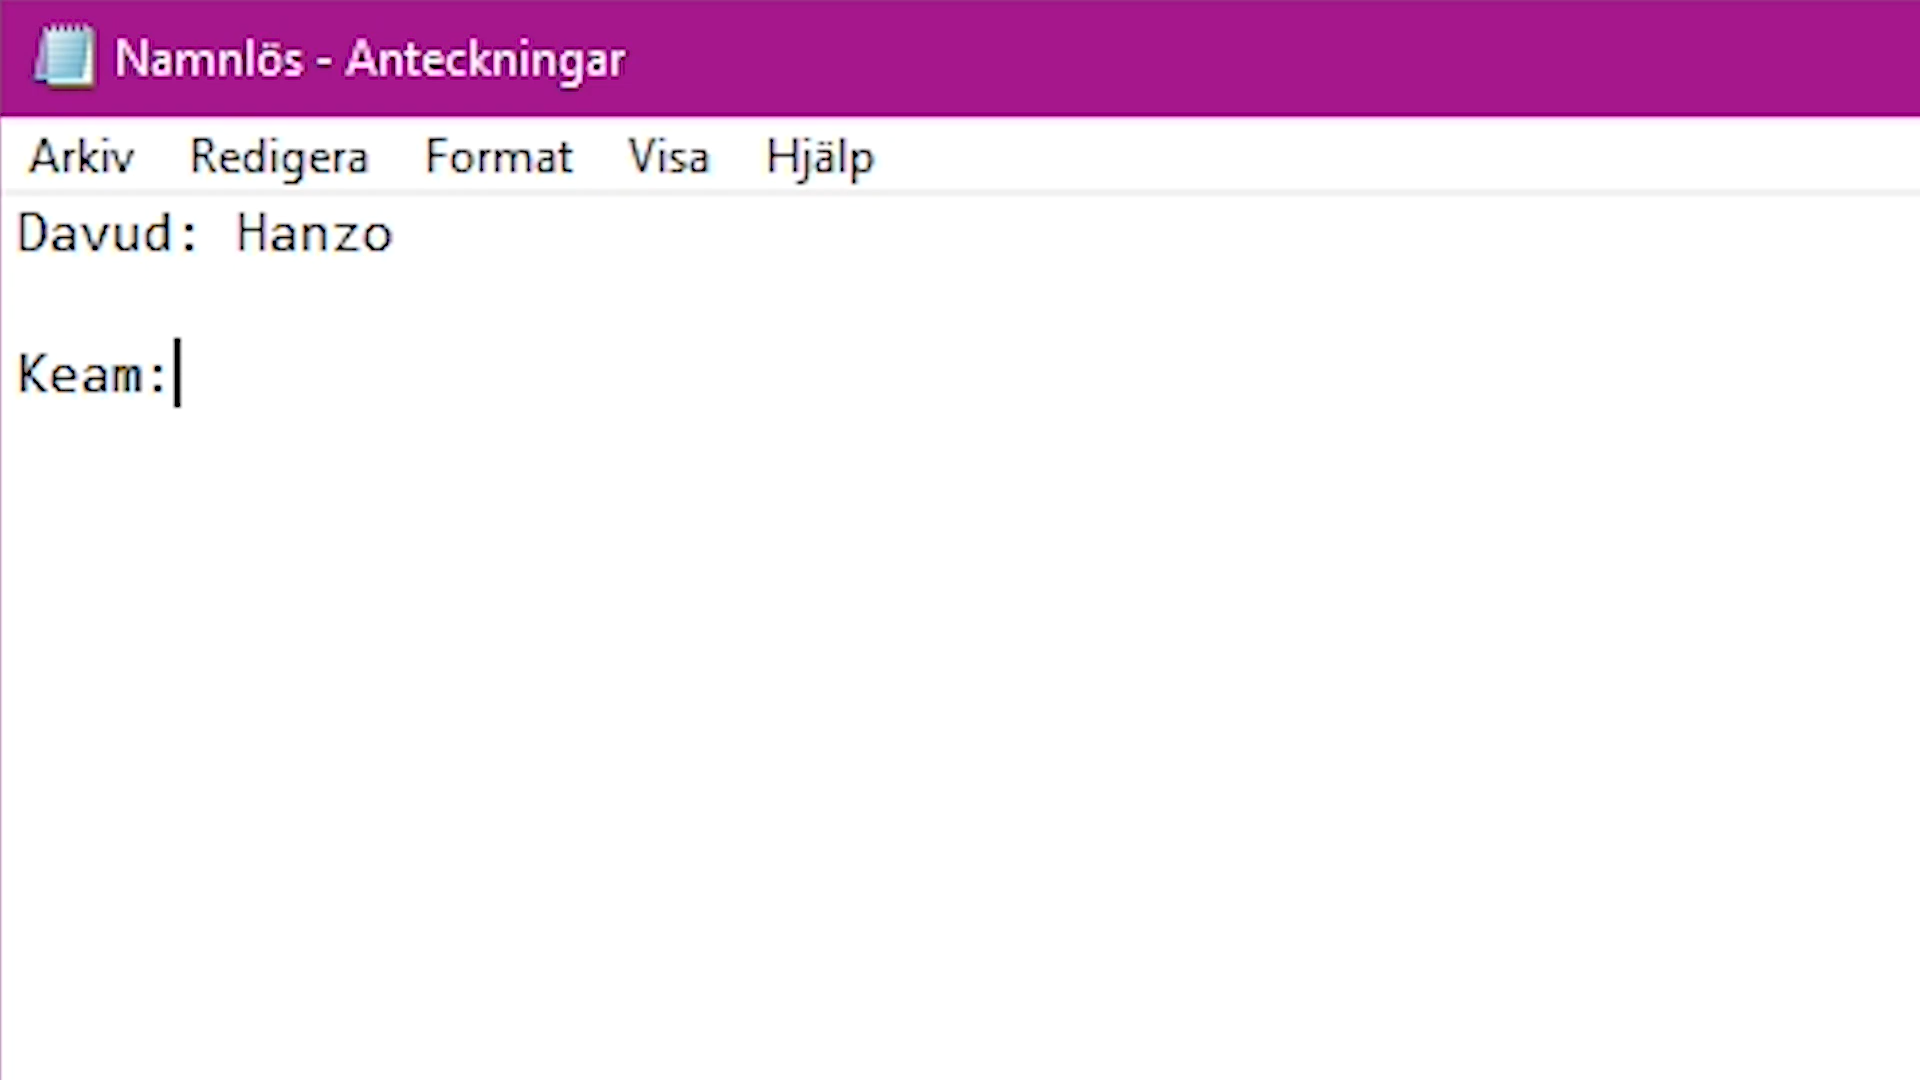 Namnlös - Anteckningar
Arkiv Redigera Format Visa Hjälp
Davud: Hanzo
Keam: